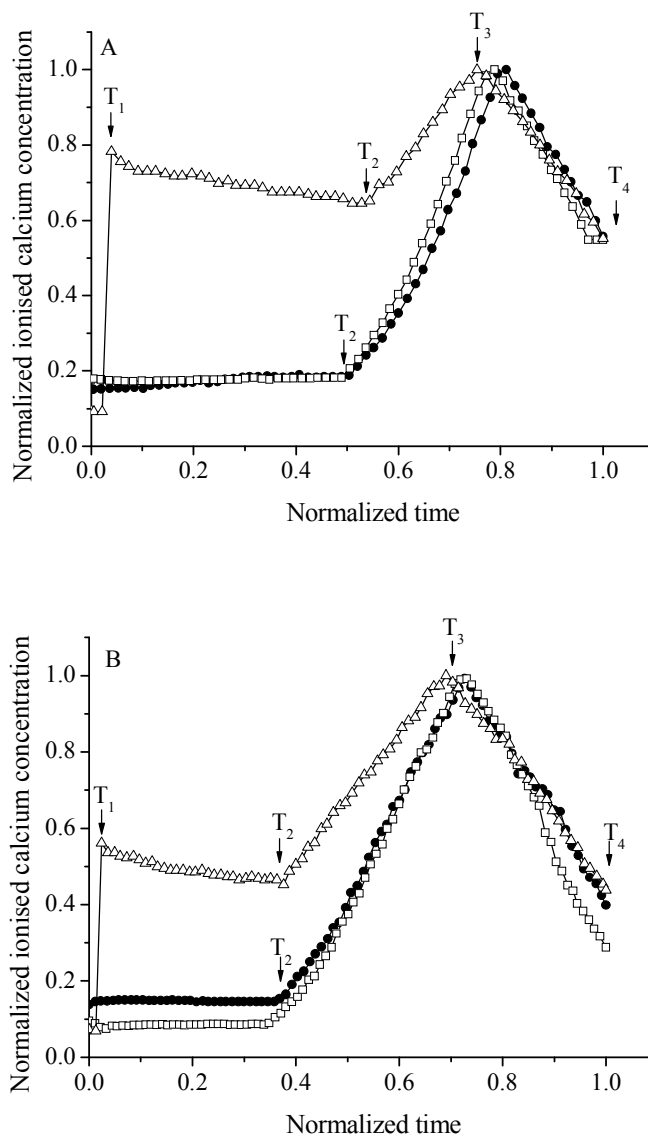 A
T3
1.0
T1
0.8
T2
T4
0.6
0.4
T2
0.2
0.0
0.0 0.2 0.4 0.6 0.8 1.0
Normalized ionised calcium concentration
Normalized time
B
T3
1.0
0.8
T1
0.6
T2
T4
0.4
T2
0.2
0.0
0.0 0.2 0.4 0.6 0.8 1.0
Normalized ionised calcium concentration
Normalized time